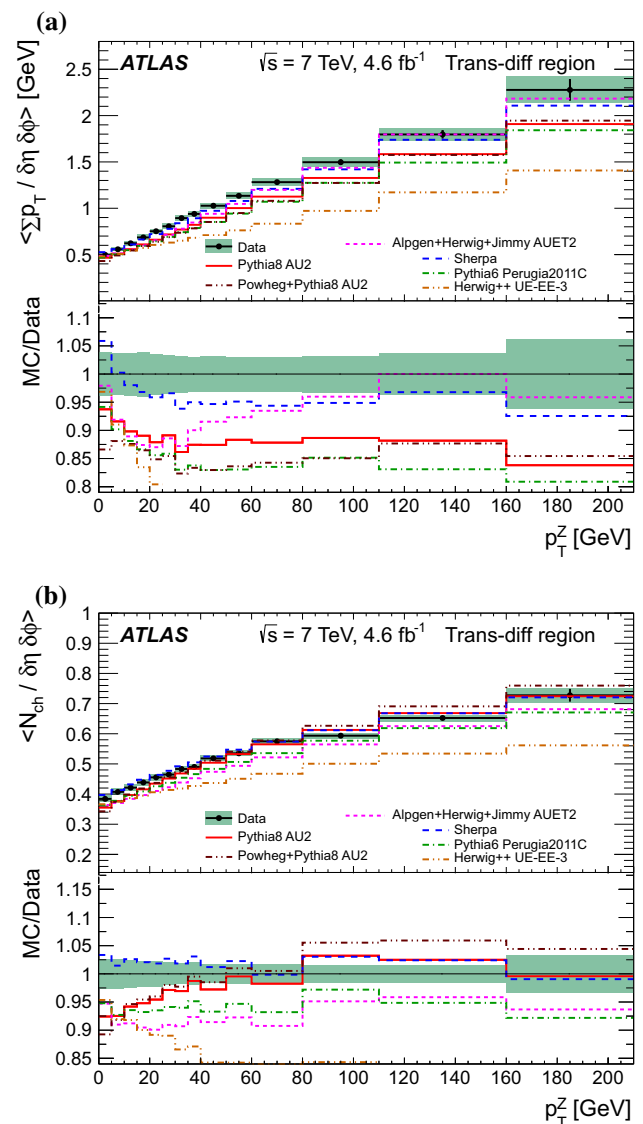 (a)
ATLAS √s = 7 TeV, 4.6 fb⁻¹ Trans-diff region
<∑p_T / δη δφ> [GeV]
2.5
2
1.5
1
0.5
0
Data
Pythia8 AU2
Powheg+Pythia8 AU2
Alpgen+Herwig+Jimmy AUET2
Sherpa
Pythia6 Perugia2011C
Herwig++ UE-EE-3
MC/Data
1.1
1.05
1
0.95
0.9
0.85
0.8
0 20 40 60 80 100 120 140 160 180 200
p_T^Z [GeV]
(b)
ATLAS √s = 7 TeV, 4.6 fb⁻¹ Trans-diff region
<N_ch / δη δφ>
1
0.9
0.8
0.7
0.6
0.5
0.4
0.3
0.2
Data
Pythia8 AU2
Powheg+Pythia8 AU2
Alpgen+Herwig+Jimmy AUET2
Sherpa
Pythia6 Perugia2011C
Herwig++ UE-EE-3
MC/Data
1.15
1.1
1.05
1
0.95
0.9
0.85
0 20 40 60 80 100 120 140 160 180 200
p_T^Z [GeV]